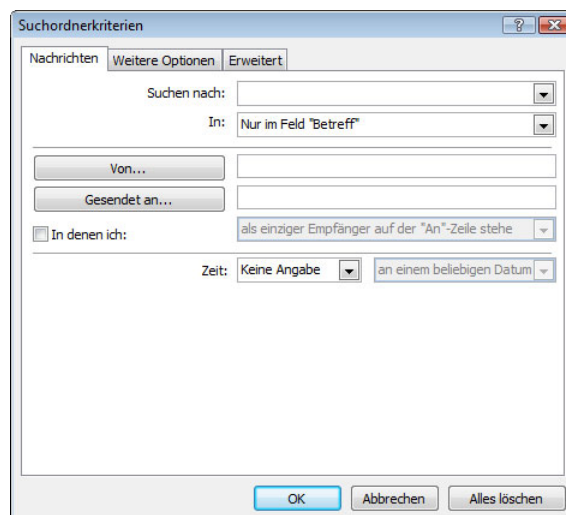 Suchordnerkriterien
Nachrichten Weitere Optionen Erweitert
Suchen nach:
In: Nur im Feld "Betreff"
Von...
Gesendet an...
In denen ich: als einziger Empfänger auf der "An"-Zeile stehe
Zeit: Keine Angabe an einem beliebigen Datum
OK Abbrechen Alles löschen